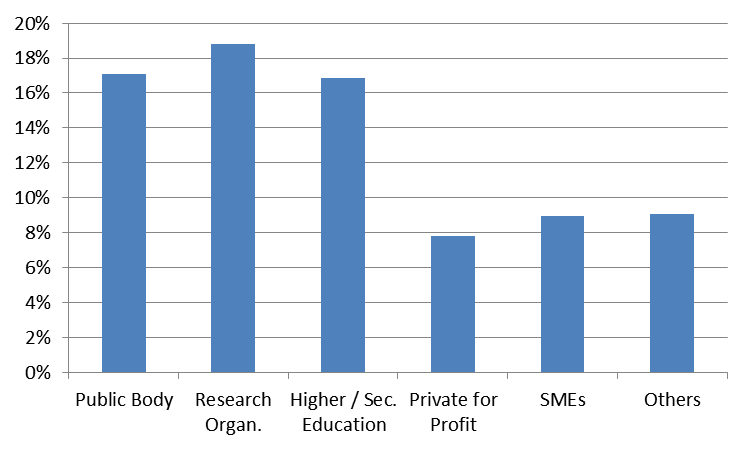 20%
18%
16%
14%
12%
10%
8%
6%
4%
2%
0%
Public Body
Research
Organ.
Higher / Sec.
Education
Private for
Profit
SMEs
Others